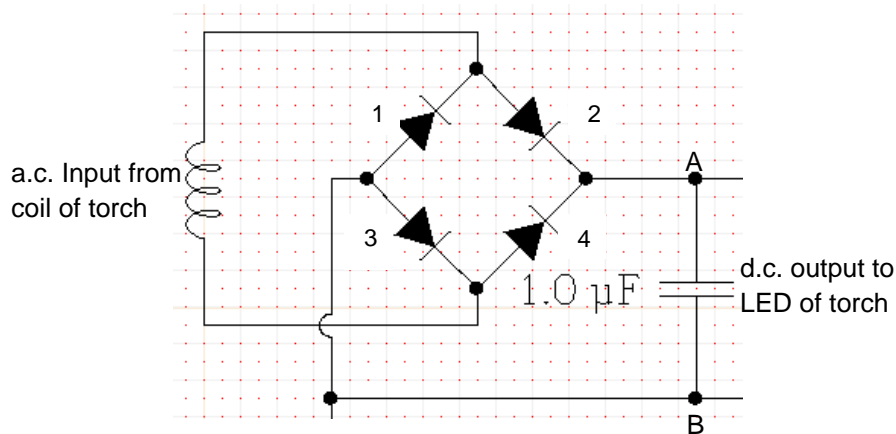 1
2
A
a.c. Input from
coil of torch
3
4
1.0 µF
d.c. output to
LED of torch
B